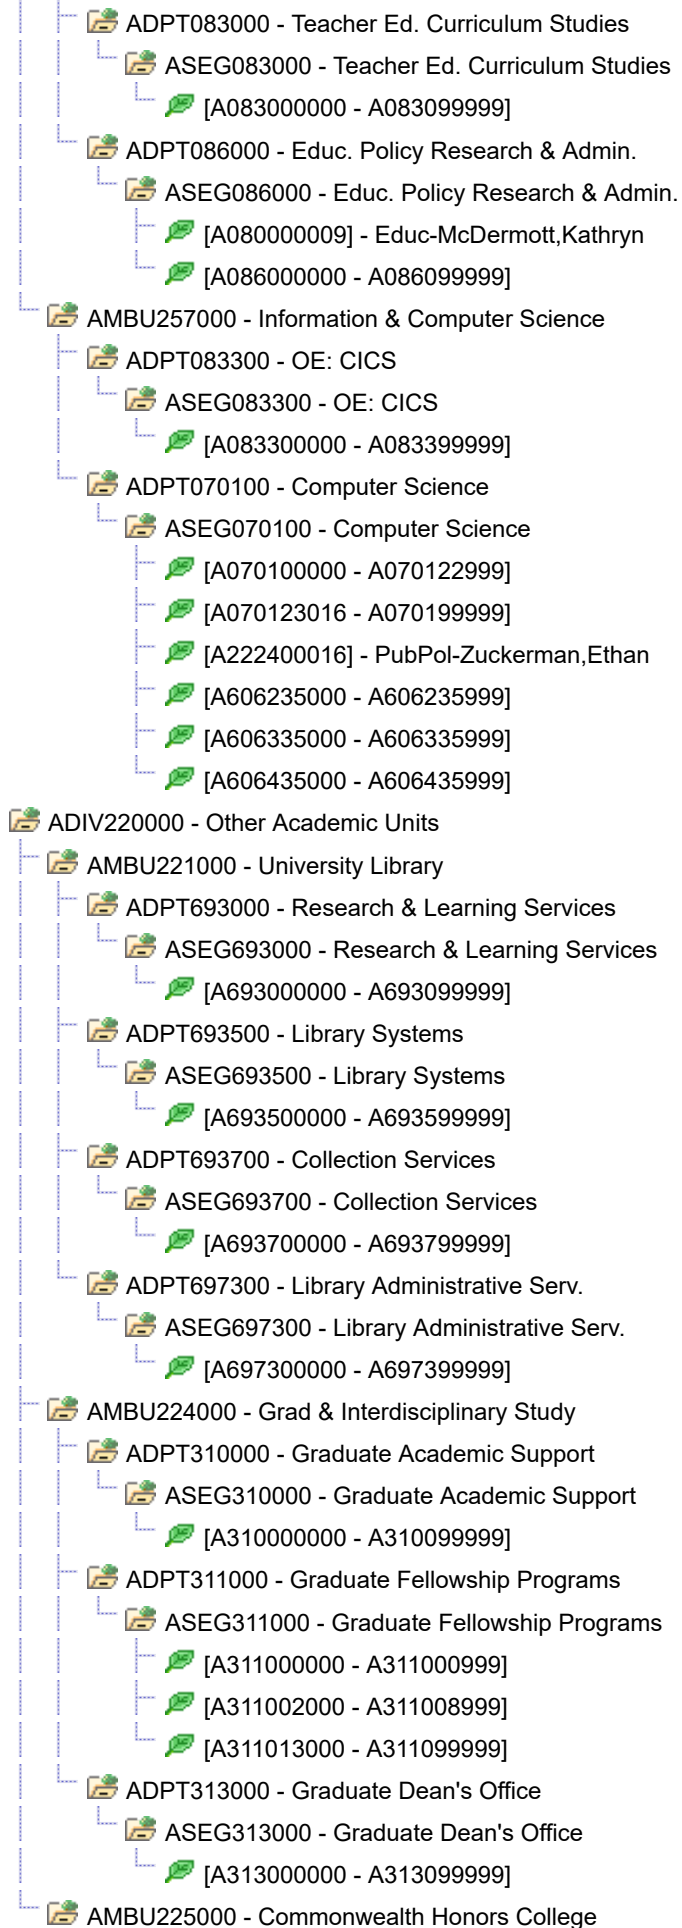 ADPT083000 - Teacher Ed. Curriculum Studies
ASEG083000 - Teacher Ed. Curriculum Studies
[A083000000 - A083099999]
ADPT086000 - Educ. Policy Research & Admin.
ASEG086000 - Educ. Policy Research & Admin.
[A080000009] - Educ-McDermott,Kathryn
[A086000000 - A086099999]
AMBU257000 - Information & Computer Science
ADPT083300 - OE: CICS
ASEG083300 - OE: CICS
[A083300000 - A083399999]
ADPT070100 - Computer Science
ASEG070100 - Computer Science
[A070100000 - A070122999]
[A070123016 - A070199999]
[A222400016] - PubPol-Zuckerman,Ethan
[A606235000 - A606235999]
[A606335000 - A606335999]
[A606435000 - A606435999]
ADIV220000 - Other Academic Units
AMBU221000 - University Library
ADPT693000 - Research & Learning Services
ASEG693000 - Research & Learning Services
[A693000000 - A693099999]
ADPT693500 - Library Systems
ASEG693500 - Library Systems
[A693500000 - A693599999]
ADPT693700 - Collection Services
ASEG693700 - Collection Services
[A693700000 - A693799999]
ADPT697300 - Library Administrative Serv.
ASEG697300 - Library Administrative Serv.
[A697300000 - A697399999]
AMBU224000 - Grad & Interdisciplinary Study
ADPT310000 - Graduate Academic Support
ASEG310000 - Graduate Academic Support
[A310000000 - A310099999]
ADPT311000 - Graduate Fellowship Programs
ASEG311000 - Graduate Fellowship Programs
[A311000000 - A311000999]
[A311002000 - A311008999]
[A311013000 - A311099999]
ADPT313000 - Graduate Dean's Office
ASEG313000 - Graduate Dean's Office
[A313000000 - A313099999]
AMBU225000 - Commonwealth Honors College